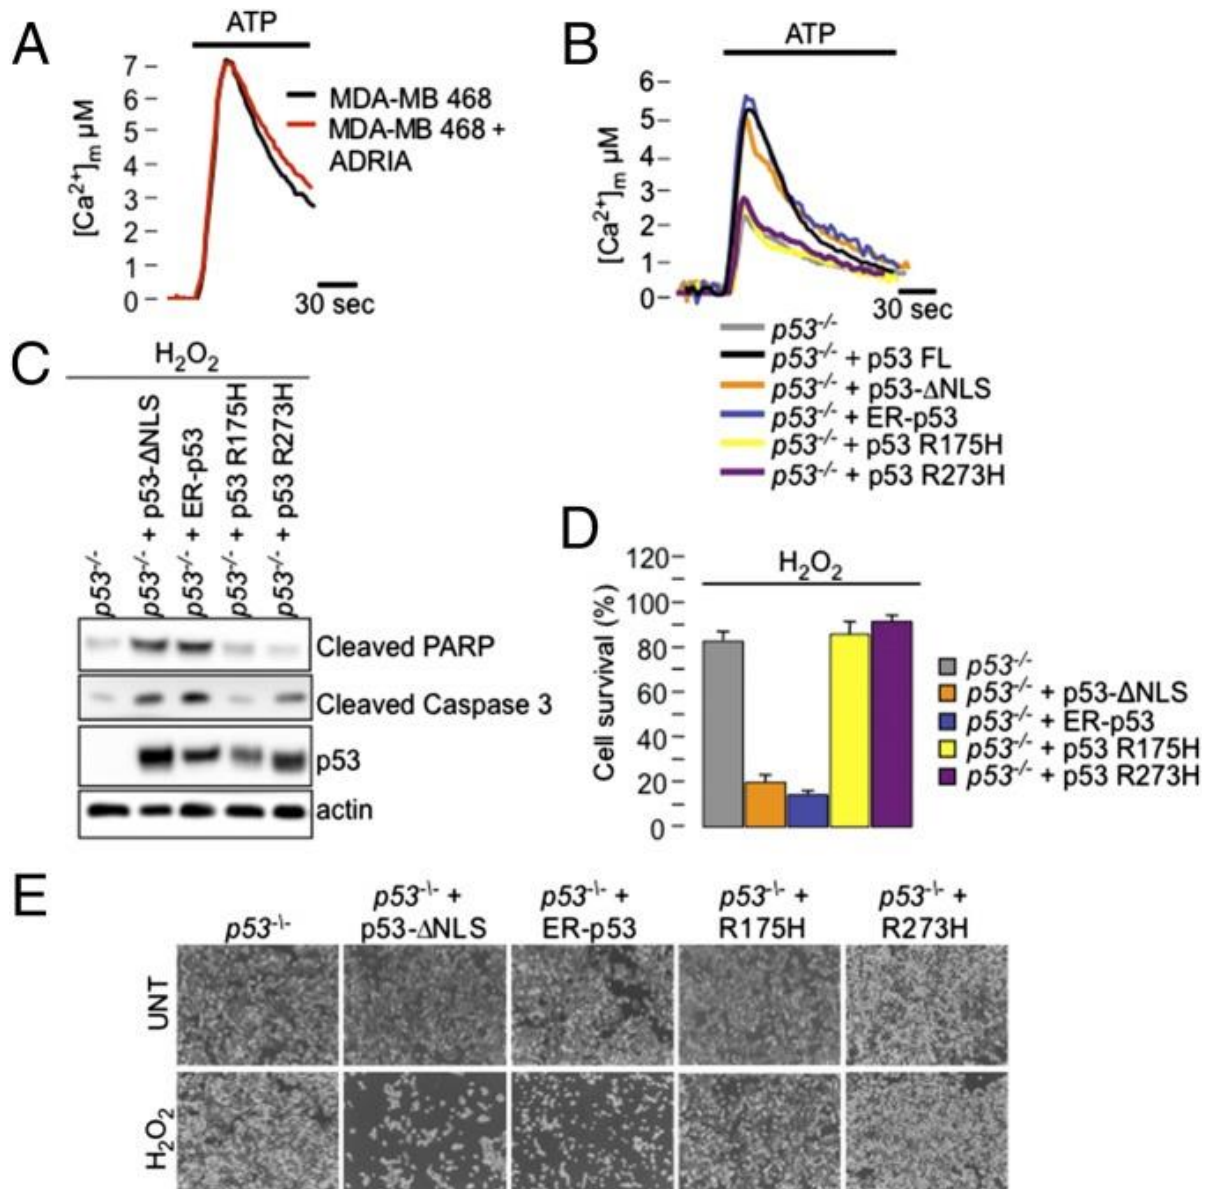 A
ATP
7
6
5
4
3
2
1
0
[Ca²⁺]ₘ µM
MDA-MB 468
MDA-MB 468 +
ADRIA
30 sec
B
ATP
6
5
4
3
2
1
0
[Ca²⁺]ₘ µM
30 sec
p53⁻/⁻
p53⁻/⁻ + p53 FL
p53⁻/⁻ + p53-ΔNLS
p53⁻/⁻ + ER-p53
p53⁻/⁻ + p53 R175H
p53⁻/⁻ + p53 R273H
C
H₂O₂
p53⁻/⁻
p53⁻/⁻ + p53-ΔNLS
p53⁻/⁻ + ER-p53
p53⁻/⁻ + p53 R175H
p53⁻/⁻ + p53 R273H
Cleaved PARP
Cleaved Caspase 3
p53
actin
D
H₂O₂
120
100
80
60
40
20
0
Cell survival (%)
p53⁻/⁻
p53⁻/⁻ + p53-ΔNLS
p53⁻/⁻ + ER-p53
p53⁻/⁻ + p53 R175H
p53⁻/⁻ + p53 R273H
E
p53⁻\⁻
p53⁻\⁻ +
p53-ΔNLS
p53⁻\⁻ +
ER-p53
p53⁻\⁻ +
R175H
p53⁻\⁻ +
R273H
UNT
H₂O₂